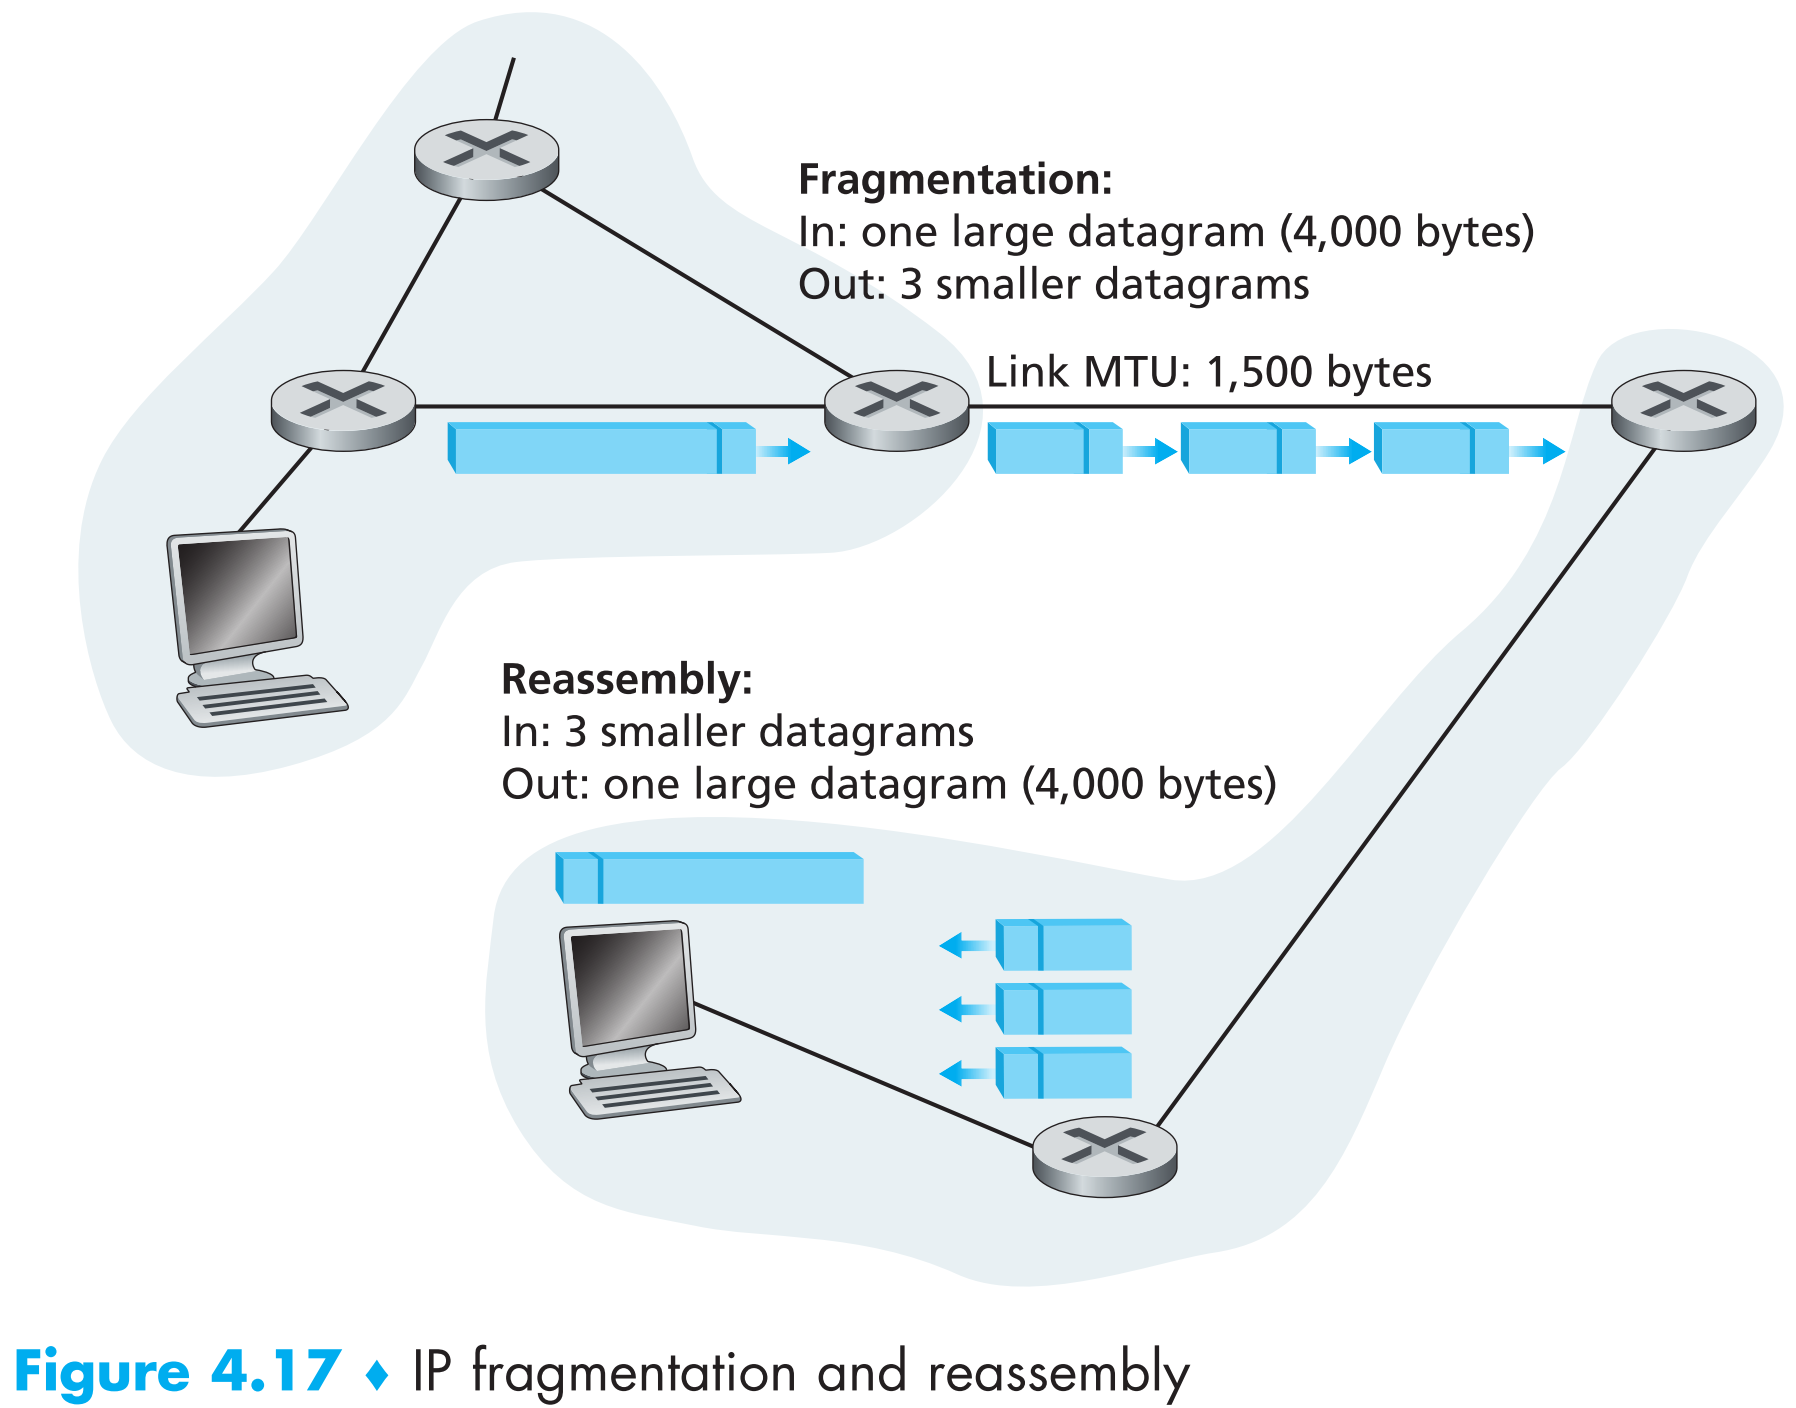 Fragmentation:
In: one large datagram (4,000 bytes)
Out: 3 smaller datagrams
Link MTU: 1,500 bytes
Reassembly:
In: 3 smaller datagrams
Out: one large datagram (4,000 bytes)
Figure 4.17 ♦ IP fragmentation and reassembly